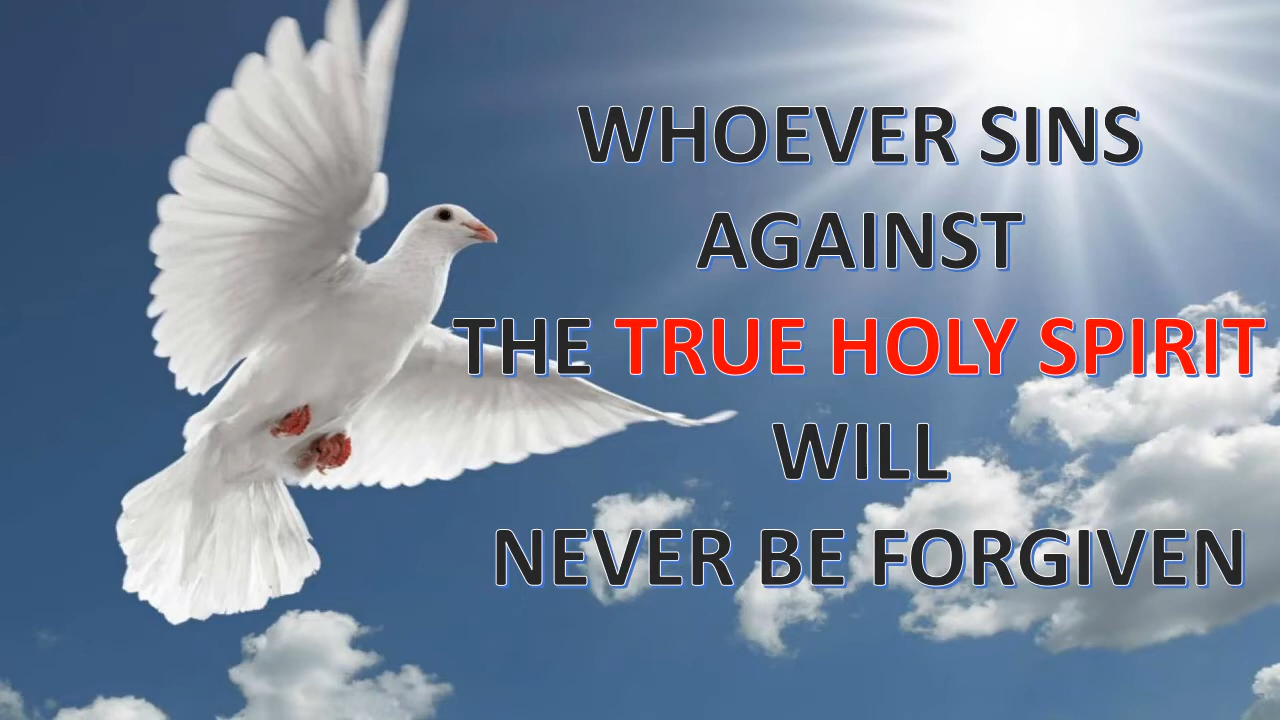 WHOEVER SINS
AGAINST
THE TRUE HOLY SPIRIT
WILL
NEVER BE FORGIVEN